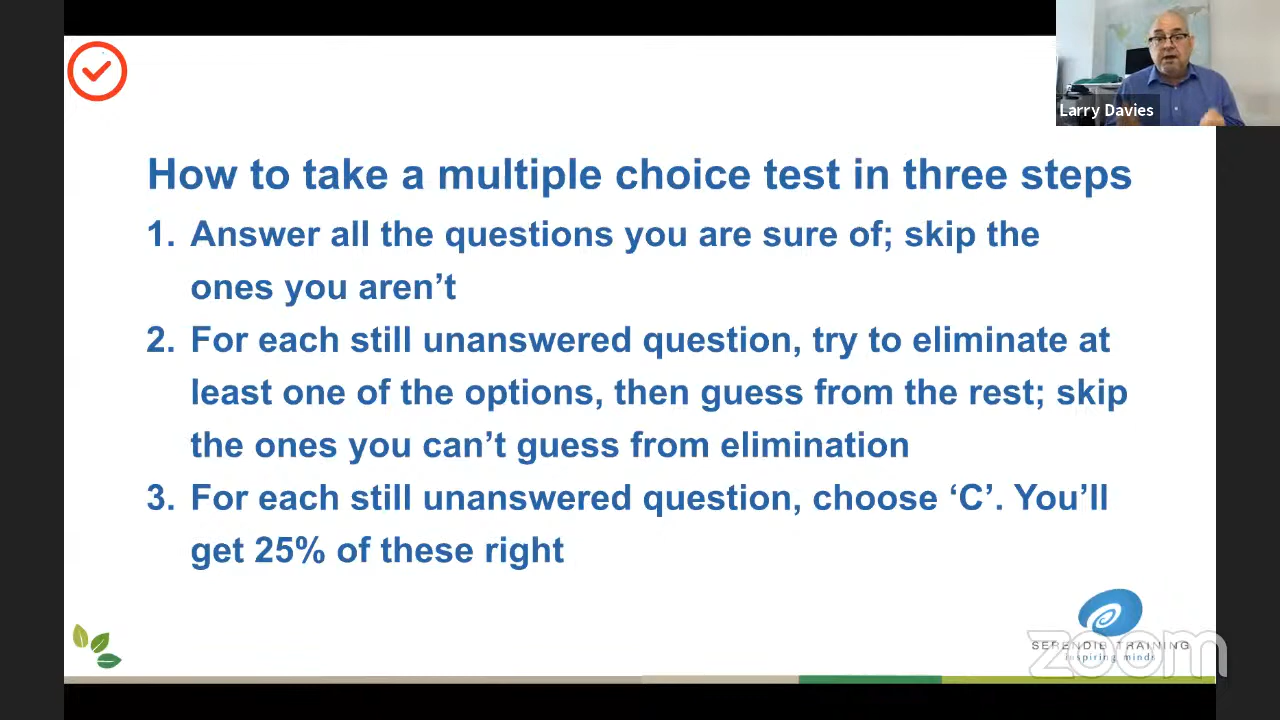 Larry Davies
How to take a multiple choice test in three steps
1. Answer all the questions you are sure of; skip the
ones you aren’t
2. For each still unanswered question, try to eliminate at
least one of the options, then guess from the rest; skip
the ones you can’t guess from elimination
3. For each still unanswered question, choose ‘C’. You’ll
get 25% of these right
SERENDIB TRAINING
inspiring minds
zoom